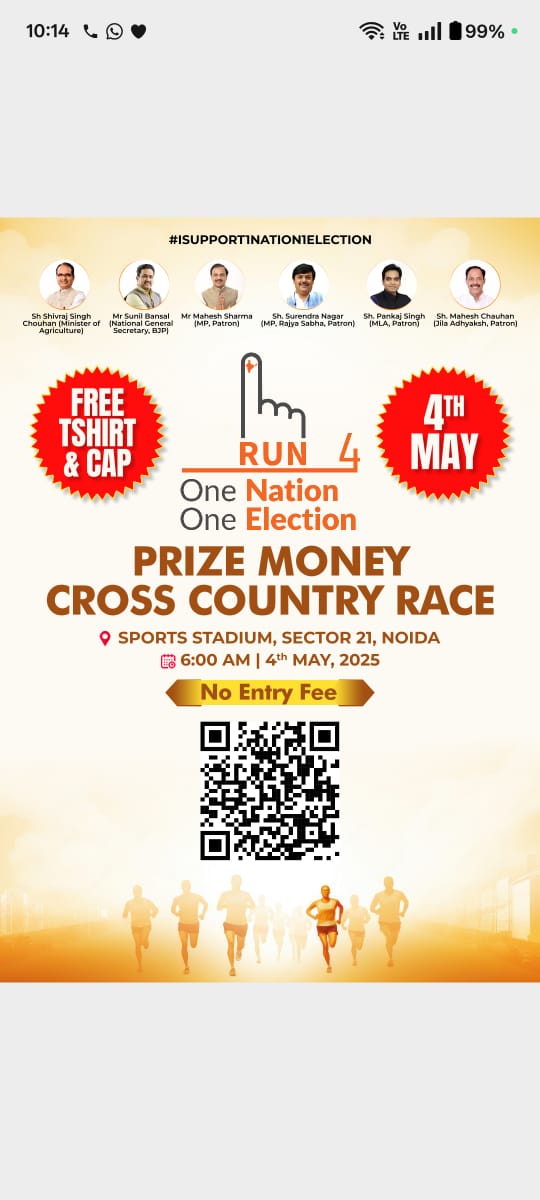 10:14
Vo LTE
99%
#ISUPPORT1NATION1ELECTION
Sh Shivraj Singh
Chouhan (Minister of
Agriculture)
Mr Sunil Bansal
(National General
Secretary, BJP)
Mr Mahesh Sharma
(MP, Patron)
Sh. Surendra Nagar
(MP, Rajya Sabha, Patron)
Sh. Pankaj Singh
(MLA, Patron)
Sh. Mahesh Chauhan
(Jila Adhyaksh, Patron)
FREE
TSHIRT
& CAP
4TH
MAY
RUN 4
One Nation
One Election
PRIZE MONEY
CROSS COUNTRY RACE
SPORTS STADIUM, SECTOR 21, NOIDA
6:00 AM | 4th MAY, 2025
No Entry Fee